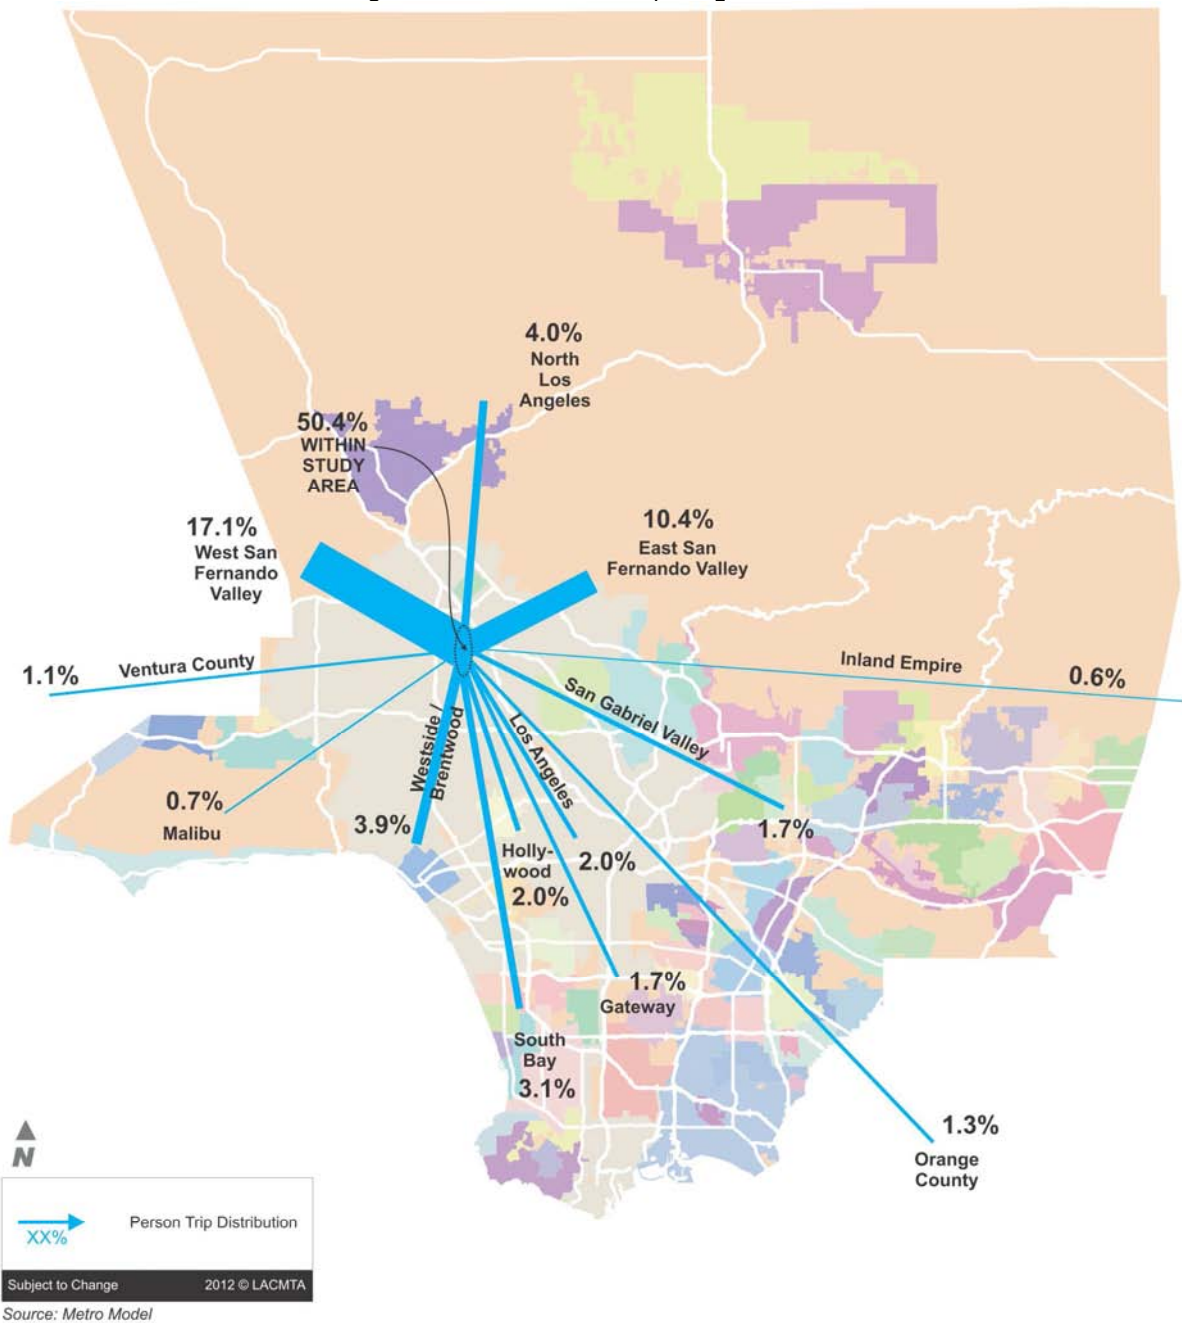 4.0%
North
Los
Angeles
50.4%
WITHIN
STUDY
AREA
17.1%
West San
Fernando
Valley
10.4%
East San
Fernando Valley
1.1%
Ventura County
Inland Empire
0.6%
San Gabriel Valley
1.7%
Westside /
Brentwood
3.9%
Los Angeles
2.0%
0.7%
Malibu
Holly-
wood
2.0%
1.7%
Gateway
South
Bay
3.1%
1.3%
Orange
County
N
XX%
Person Trip Distribution
Subject to Change 2012 © LACMTA
Source: Metro Model